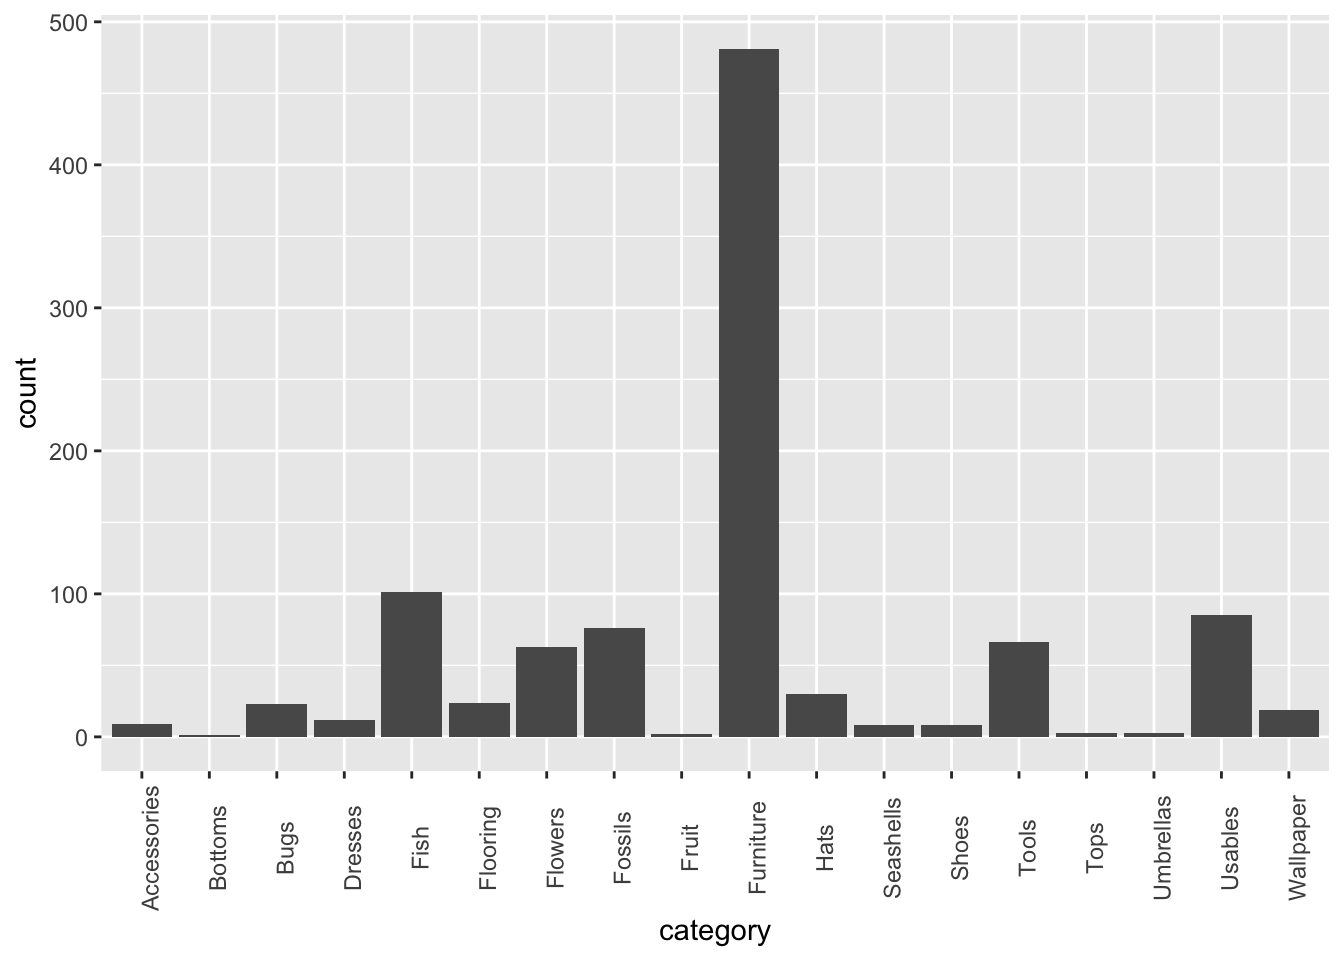 500
400
300
200
100
0
count
Accessories
Bottoms
Bugs
Dresses
Fish
Flooring
Flowers
Fossils
Fruit
Furniture
Hats
Seashells
Shoes
Tools
Tops
Umbrellas
Usables
Wallpaper
category